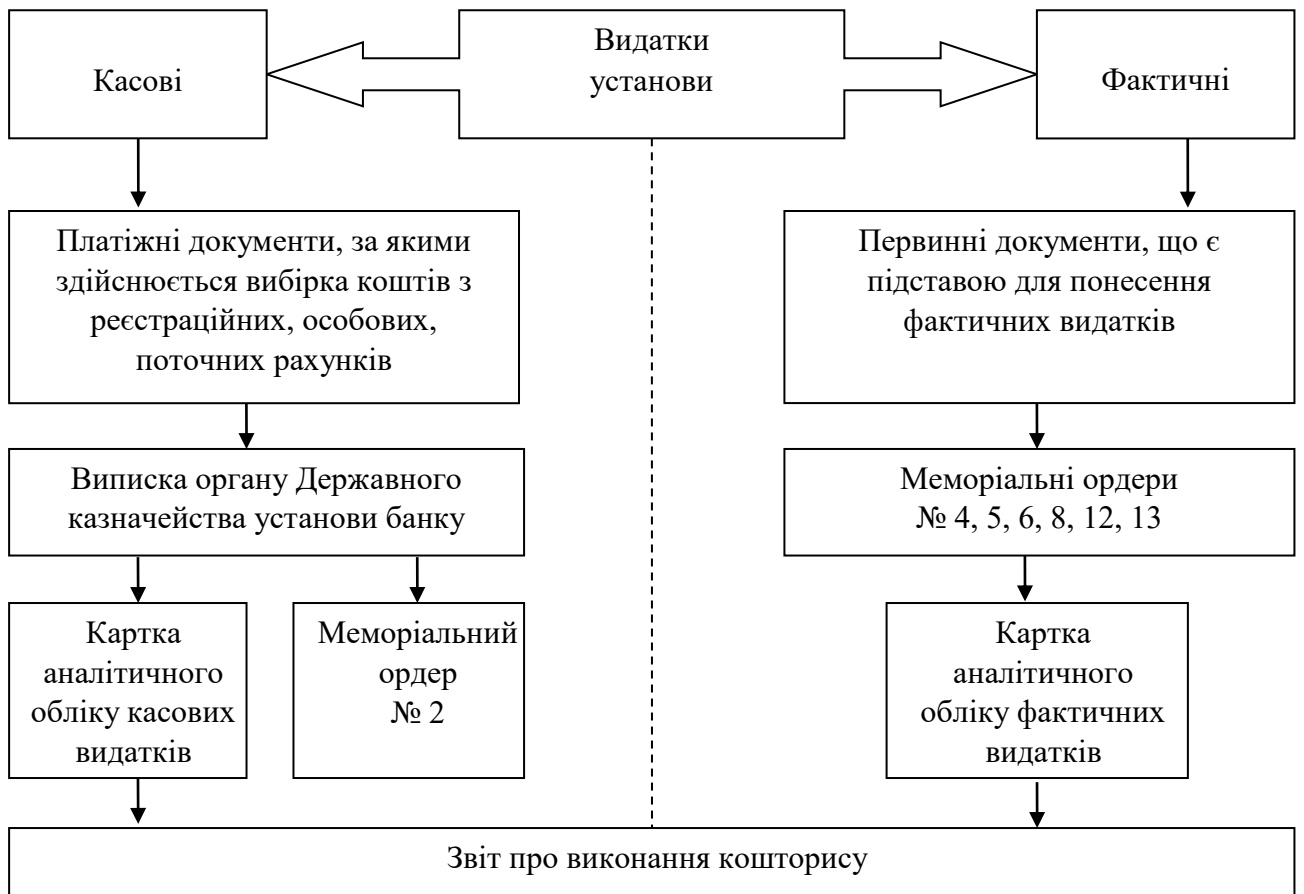 Касові
Видатки
установи
Фактичні
Платіжні документи, за якими
здійснюється вибірка коштів з
реєстраційних, особових,
поточних рахунків
Первинні документи, що є
підставою для понесення
фактичних видатків
Виписка органу Державного
казначейства установи банку
Меморіальні ордери
№ 4, 5, 6, 8, 12, 13
Картка
аналітичного
обліку касових
видатків
Меморіальний
ордер
№ 2
Картка
аналітичного
обліку фактичних
видатків
Звіт про виконання кошторису